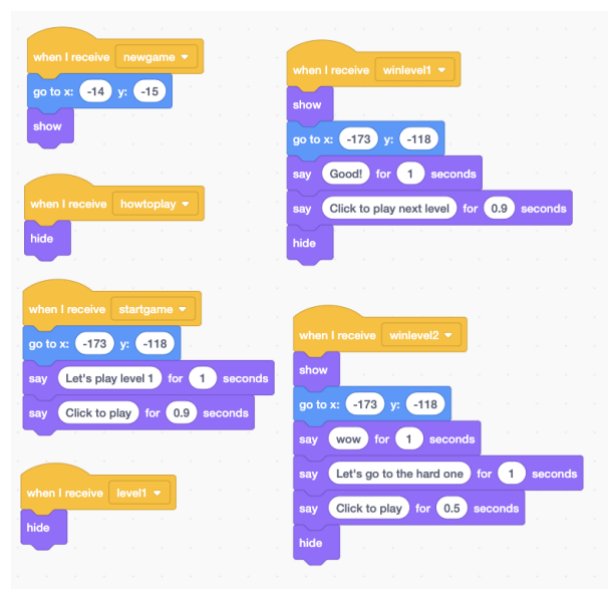 when I receive newgame
go to x: -14 y: -15
show
when I receive howtoplay
hide
when I receive startgame
go to x: -173 y: -118
say Let's play level 1 for 1 seconds
say Click to play for 0.9 seconds
when I receive level1
hide
when I receive winlevel1
show
go to x: -173 y: -118
say Good! for 1 seconds
say Click to play next level for 0.9 seconds
hide
when I receive winlevel2
show
go to x: -173 y: -118
say wow for 1 seconds
say Let's go to the hard one for 1 seconds
say Click to play for 0.5 seconds
hide